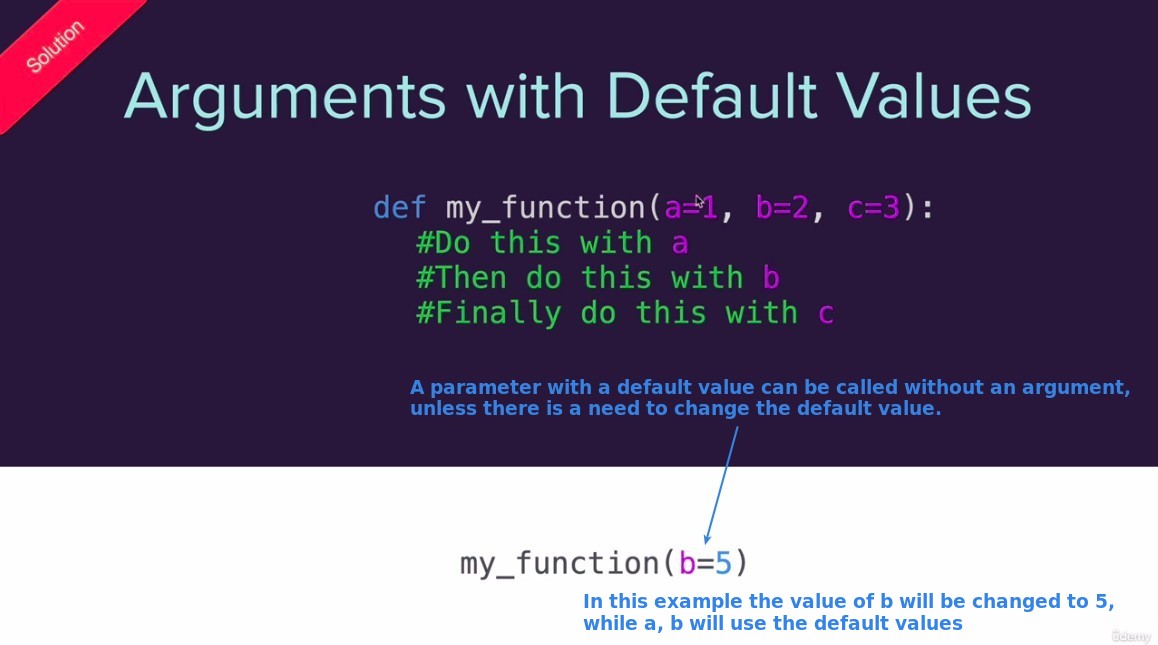 Solution
Arguments with Default Values
def my_function(a=1, b=2, c=3):
#Do this with a
#Then do this with b
#Finally do this with c
A parameter with a default value can be called without an argument,
unless there is a need to change the default value.
my_function(b=5)
In this example the value of b will be changed to 5,
while a, b will use the default values
ûdemy